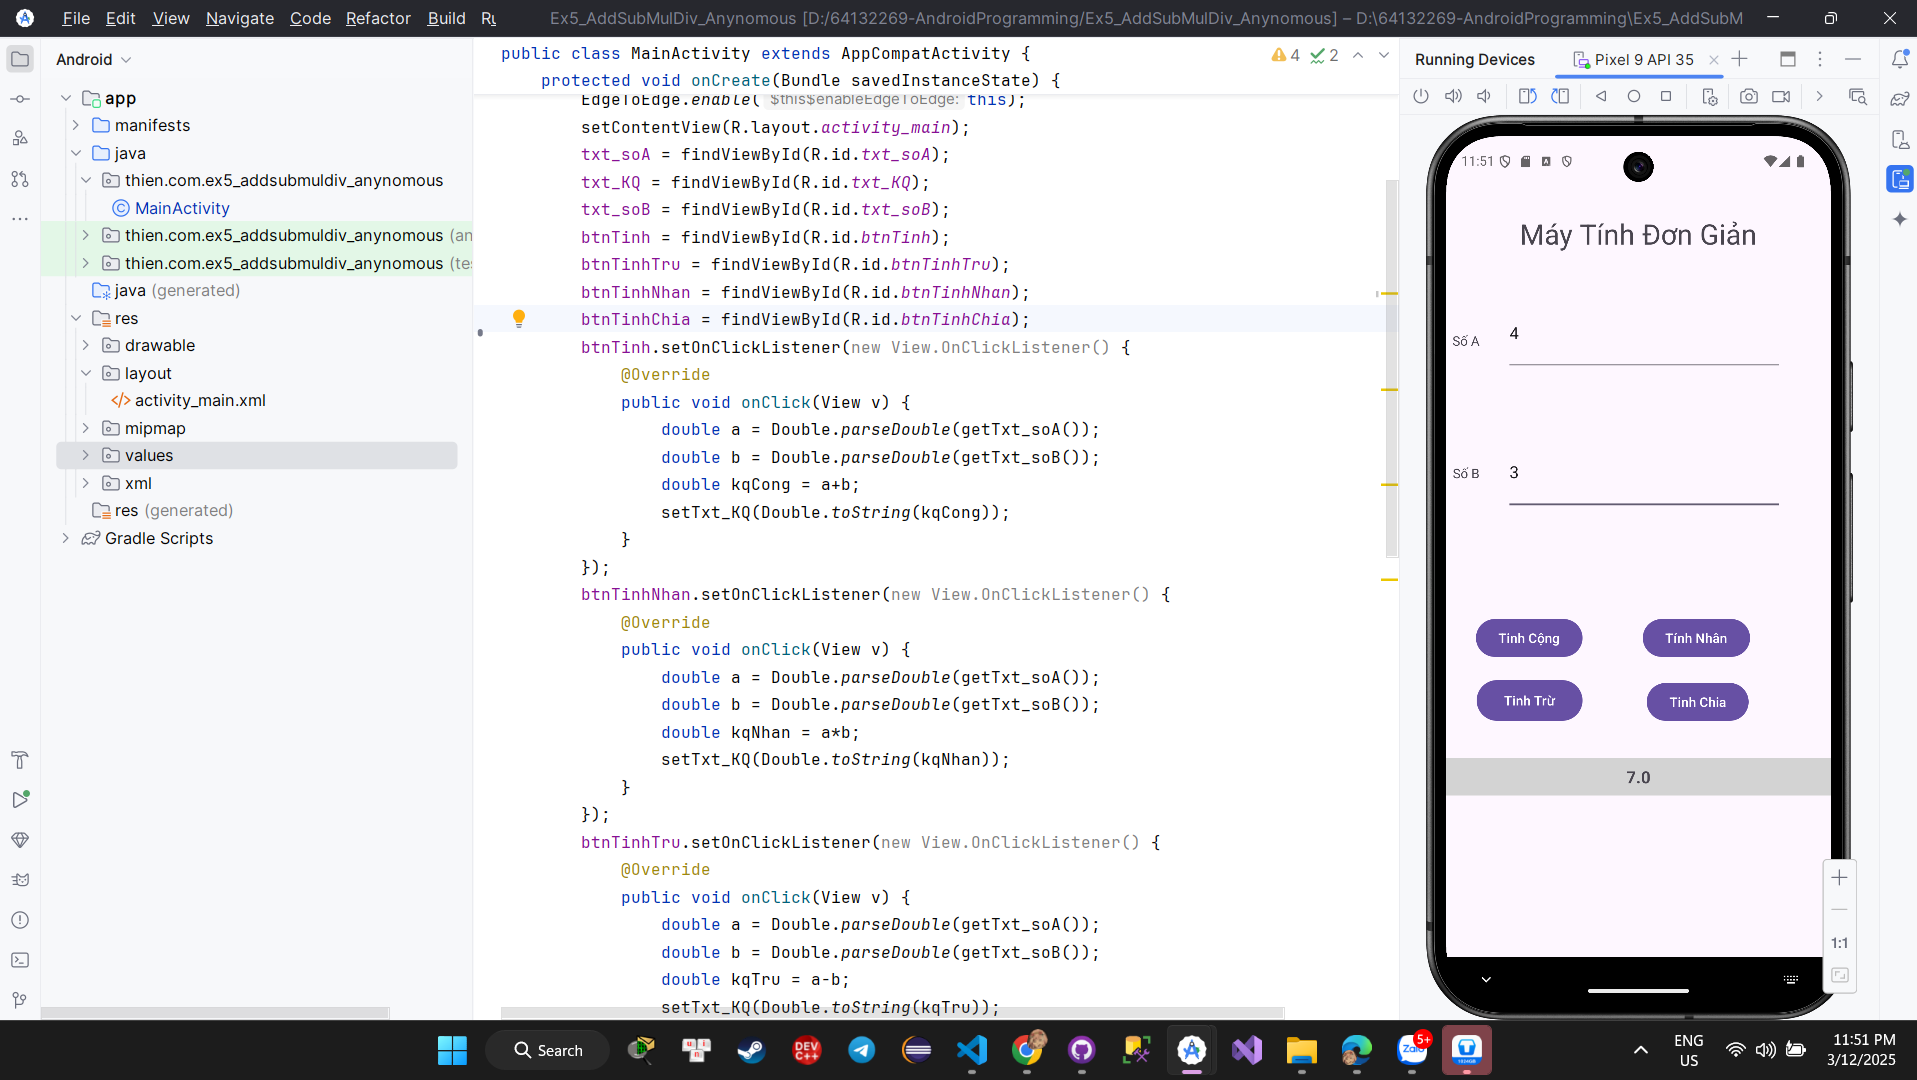 File Edit View Navigate Code Refactor Build Ru
Ex5_AddSubMulDiv_Anynomous [D:/64132269-AndroidProgramming/Ex5_AddSubMulDiv_Anynomous] – D:\64132269-AndroidProgramming\Ex5_AddSubM
Android
app
manifests
java
thien.com.ex5_addsubmuldiv_anynomous
MainActivity
thien.com.ex5_addsubmuldiv_anynomous (an
thien.com.ex5_addsubmuldiv_anynomous (te
java (generated)
res
drawable
layout
activity_main.xml
mipmap
values
xml
res (generated)
Gradle Scripts
public class MainActivity extends AppCompatActivity {
4 2
protected void onCreate(Bundle savedInstanceState) {
EdgeToEdge.enable( $this$enableEdgeToEdge: this);
setContentView(R.layout.activity_main);
txt_soA = findViewById(R.id.txt_soA);
txt_KQ = findViewById(R.id.txt_KQ);
txt_soB = findViewById(R.id.txt_soB);
btnTinh = findViewById(R.id.btnTinh);
btnTinhTru = findViewById(R.id.btnTinhTru);
btnTinhNhan = findViewById(R.id.btnTinhNhan);
btnTinhChia = findViewById(R.id.btnTinhChia);
btnTinh.setOnClickListener(new View.OnClickListener() {
@Override
public void onClick(View v) {
double a = Double.parseDouble(getTxt_soA());
double b = Double.parseDouble(getTxt_soB());
double kqCong = a+b;
setTxt_KQ(Double.toString(kqCong));
}
});
btnTinhNhan.setOnClickListener(new View.OnClickListener() {
@Override
public void onClick(View v) {
double a = Double.parseDouble(getTxt_soA());
double b = Double.parseDouble(getTxt_soB());
double kqNhan = a*b;
setTxt_KQ(Double.toString(kqNhan));
}
});
btnTinhTru.setOnClickListener(new View.OnClickListener() {
@Override
public void onClick(View v) {
double a = Double.parseDouble(getTxt_soA());
double b = Double.parseDouble(getTxt_soB());
double kqTru = a-b;
setTxt_KQ(Double.toString(kqTru));
Running Devices
Pixel 9 API 35
11:51
Máy Tính Đơn Giản
Số A
4
Số B
3
Tinh Cộng
Tính Nhân
Tinh Trừ
Tinh Chia
7.0
1:1
Search
DEV C++
Zalo
5+
ENG
US
11:51 PM
3/12/2025